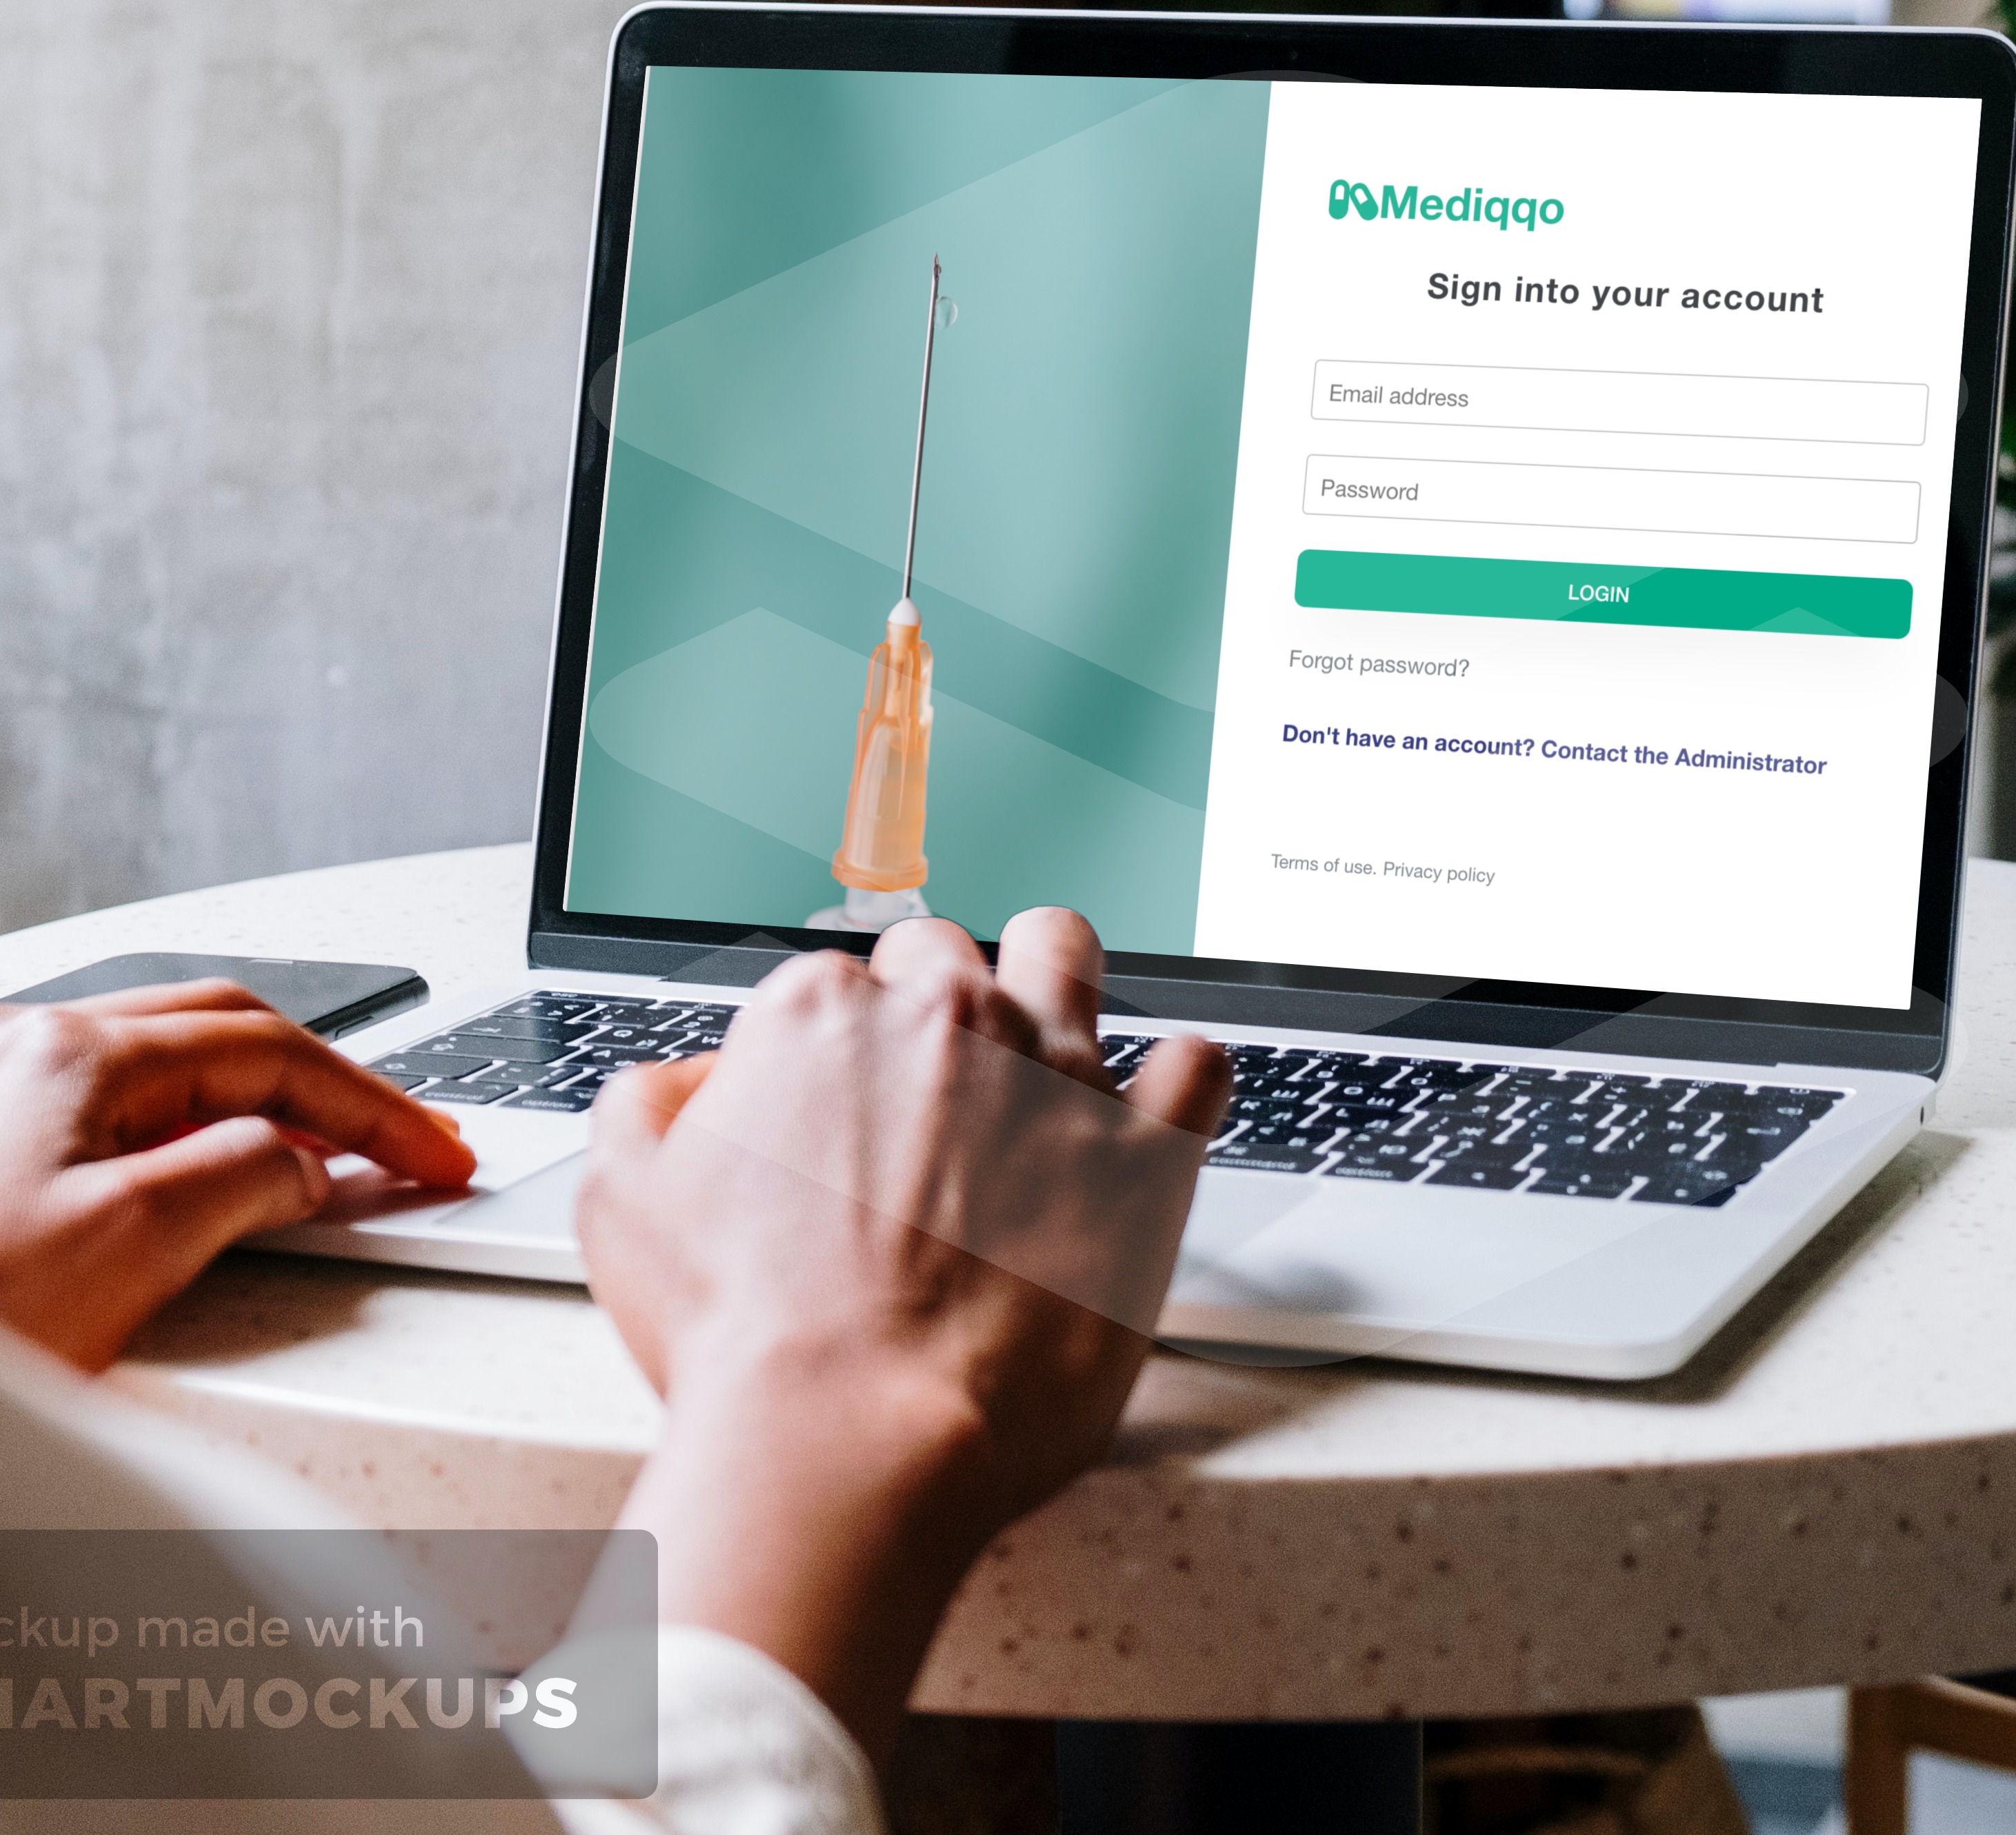 Mediqqo
Sign into your account
Email address
Password
LOGIN
Forgot password?
Don't have an account? Contact the Administrator
Terms of use. Privacy policy
ckup made with
MARTMOCKUPS